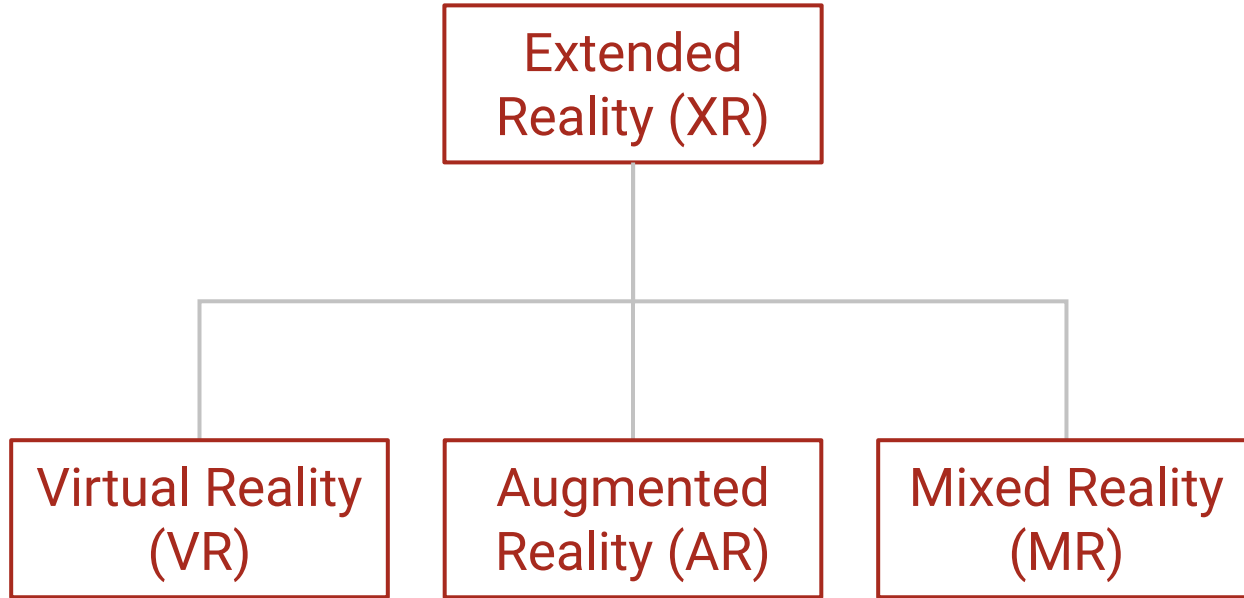 Extended
Reality (XR)
Virtual Reality
(VR)
Augmented
Reality (AR)
Mixed Reality
(MR)